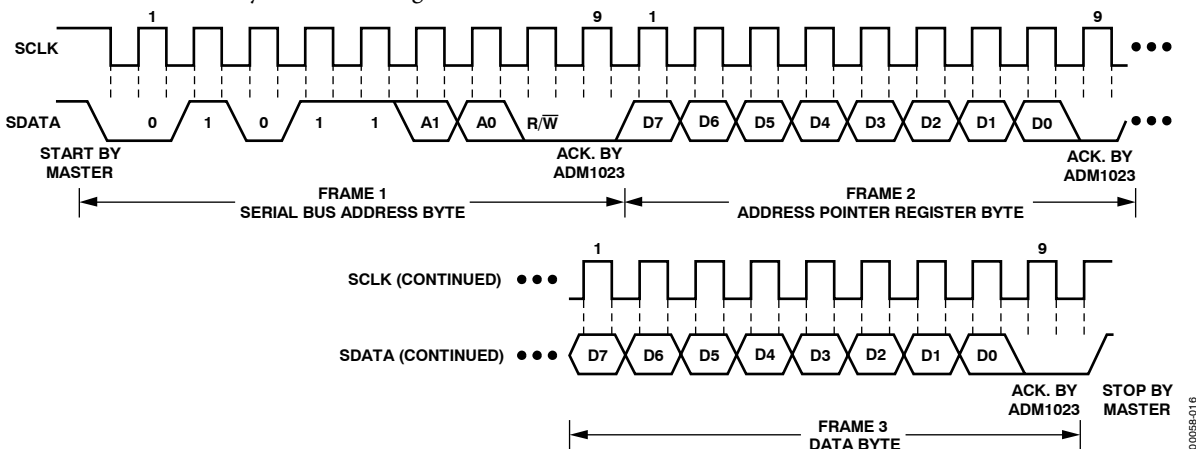 1 9 1 9
SCLK
SDATA 0 1 0 1 1 A1 A0 R/W̅ D7 D6 D5 D4 D3 D2 D1 D0
START BY MASTER
ACK. BY ADM1023
ACK. BY ADM1023
FRAME 1
SERIAL BUS ADDRESS BYTE
FRAME 2
ADDRESS POINTER REGISTER BYTE
1 9
SCLK (CONTINUED)
SDATA (CONTINUED) D7 D6 D5 D4 D3 D2 D1 D0
ACK. BY ADM1023
STOP BY MASTER
FRAME 3
DATA BYTE
00058-016